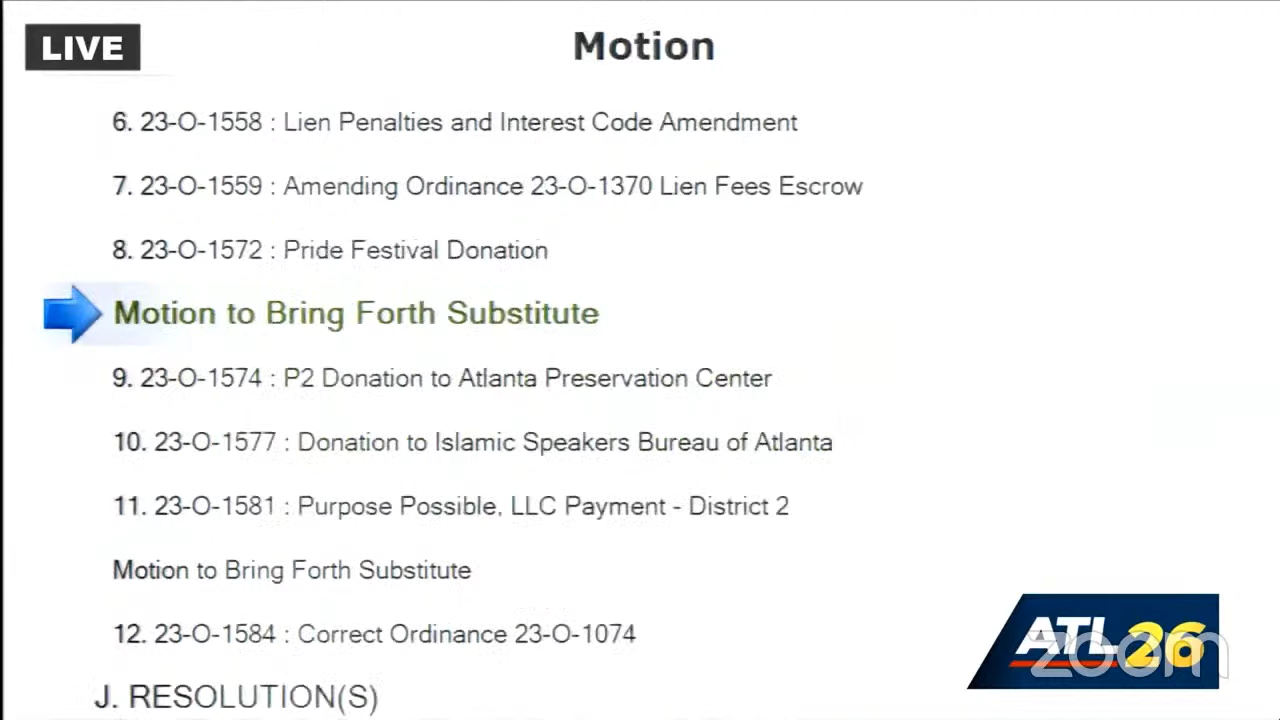 LIVE
Motion
6. 23-O-1558 : Lien Penalties and Interest Code Amendment
7. 23-O-1559 : Amending Ordinance 23-O-1370 Lien Fees Escrow
8. 23-O-1572 : Pride Festival Donation
Motion to Bring Forth Substitute
9. 23-O-1574 : P2 Donation to Atlanta Preservation Center
10. 23-O-1577 : Donation to Islamic Speakers Bureau of Atlanta
11. 23-O-1581 : Purpose Possible, LLC Payment - District 2
Motion to Bring Forth Substitute
12. 23-O-1584 : Correct Ordinance 23-O-1074
ATL 26
zoom
J. RESOLUTION(S)